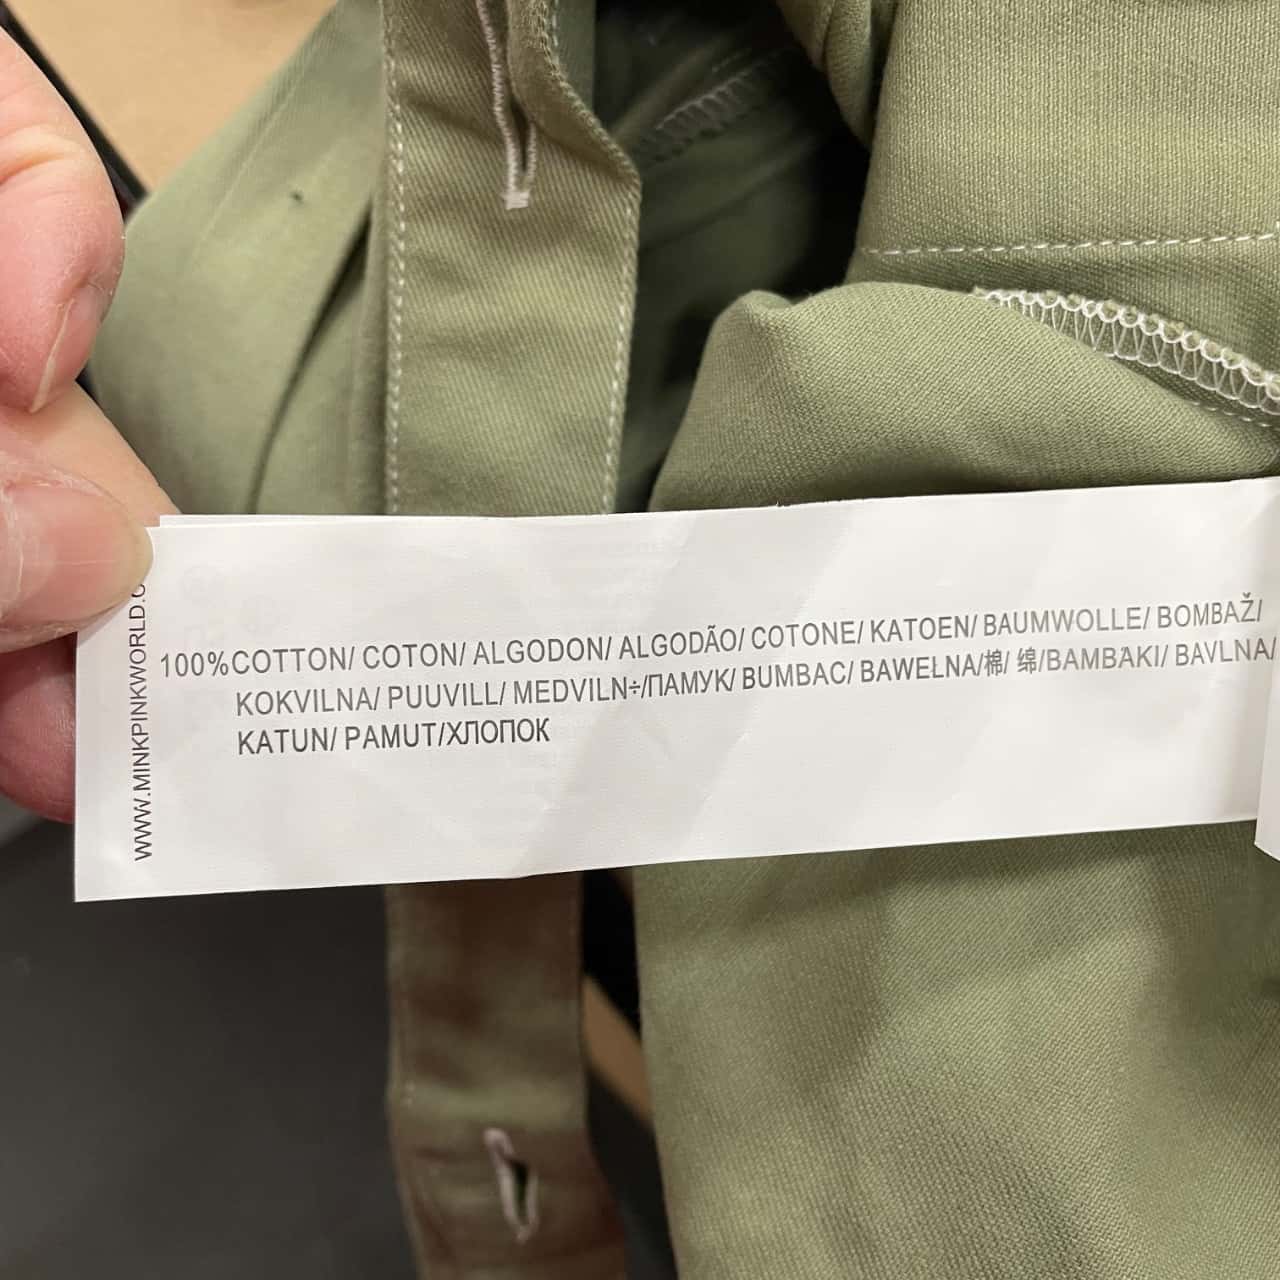 100%COTTON/ COTON/ ALGODON/ ALGODÃO/ COTONE/ KATOEN/ BAUMWOLLE/ BOMBAŽ/
KOKVILNA/ PUUVILL/ MEDVILN÷/ПАМУК/ BUMBAC/ BAWEŁNA/棉/ 绵/BAMBAKI/ BAVLNA/
KATUN/ PAMUT/ХЛОПОК
WWW.MINKPINKWORLD.C